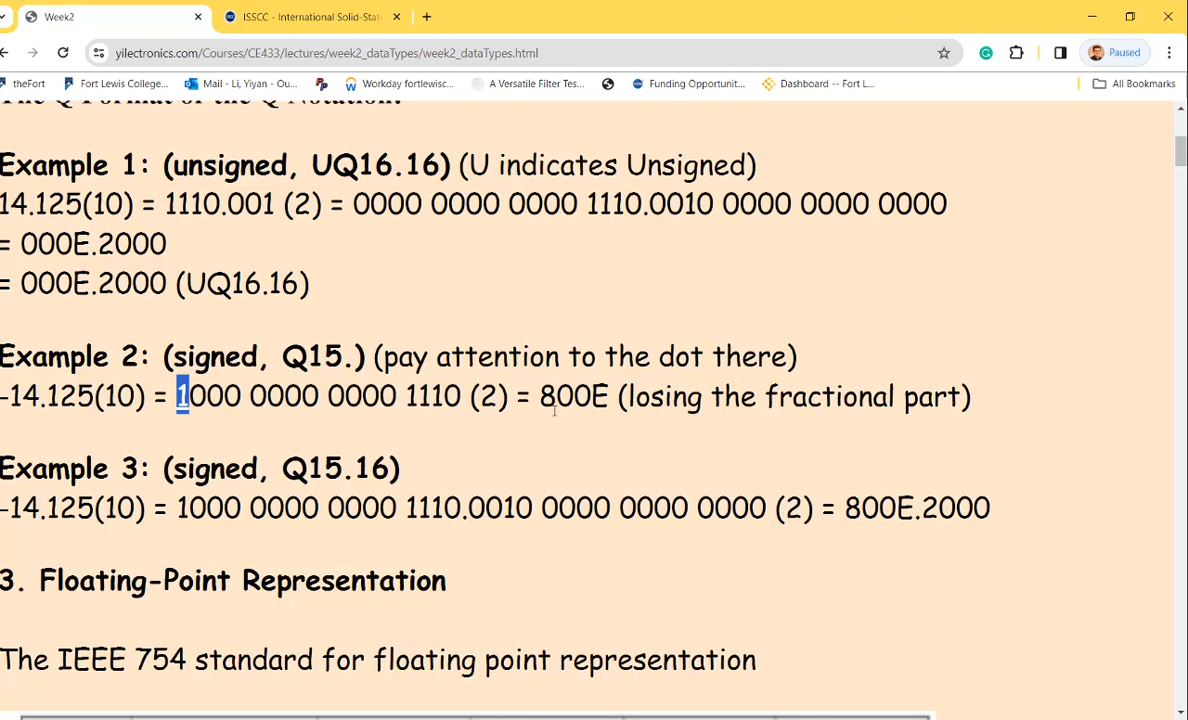 Week2
ISSCC - International Solid-Stat
yilectronics.com/Courses/CE433/lectures/week2_dataTypes/week2_dataTypes.html
Paused
theFort
Fort Lewis College...
Mail - Li, Yiyan - Ou...
Workday fortlewisc...
A Versatile Filter Tes...
Funding Opportunit...
Dashboard -- Fort L...
All Bookmarks
The Q Format or the Q Notation:
Example 1: (unsigned, UQ16.16) (U indicates Unsigned)
14.125(10) = 1110.001 (2) = 0000 0000 0000 1110.0010 0000 0000 0000
= 000E.2000
= 000E.2000 (UQ16.16)
Example 2: (signed, Q15.) (pay attention to the dot there)
-14.125(10) = 1000 0000 0000 1110 (2) = 800E (losing the fractional part)
Example 3: (signed, Q15.16)
-14.125(10) = 1000 0000 0000 1110.0010 0000 0000 0000 (2) = 800E.2000
3. Floating-Point Representation
The IEEE 754 standard for floating point representation